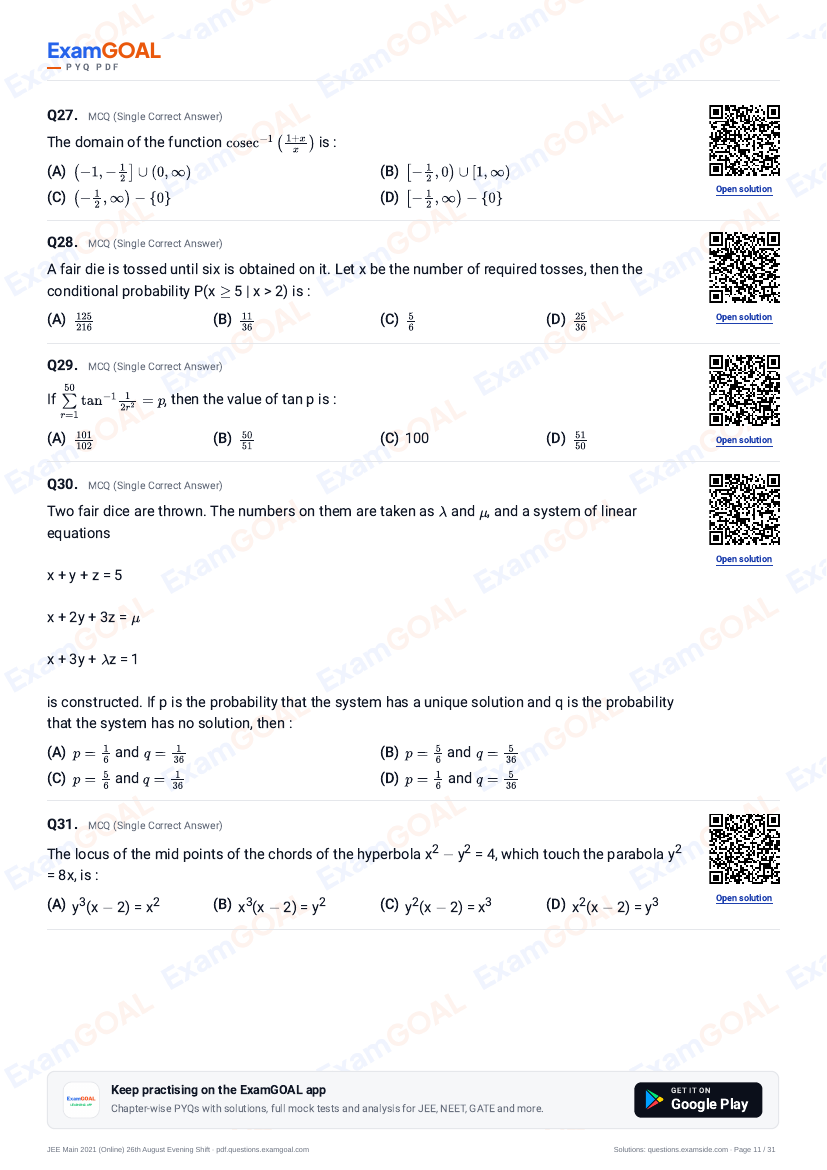 ExamGOAL
PYQ PDF
Q27. MCQ (Single Correct Answer)
The domain of the function cosec⁻¹ ((1+x)/x) is :
(A) (−1, −1/2] ∪ (0, ∞)
(B) [−1/2, 0) ∪ [1, ∞)
(C) (−1/2, ∞) − {0}
(D) [−1/2, ∞) − {0}
Open solution
Q28. MCQ (Single Correct Answer)
A fair die is tossed until six is obtained on it. Let x be the number of required tosses, then the
conditional probability P(x ≥ 5 | x > 2) is :
(A) 125/216
(B) 11/36
(C) 5/6
(D) 25/36
Open solution
Q29. MCQ (Single Correct Answer)
If ∑_{r=1}^{50} tan⁻¹ 1/(2r²) = p, then the value of tan p is :
(A) 101/102
(B) 50/51
(C) 100
(D) 51/50
Open solution
Q30. MCQ (Single Correct Answer)
Two fair dice are thrown. The numbers on them are taken as λ and μ, and a system of linear
equations
x + y + z = 5
x + 2y + 3z = μ
x + 3y + λz = 1
is constructed. If p is the probability that the system has a unique solution and q is the probability
that the system has no solution, then :
(A) p = 1/6 and q = 1/36
(B) p = 5/6 and q = 5/36
(C) p = 5/6 and q = 1/36
(D) p = 1/6 and q = 5/36
Open solution
Q31. MCQ (Single Correct Answer)
The locus of the mid points of the chords of the hyperbola x² − y² = 4, which touch the parabola y²
= 8x, is :
(A) y³(x − 2) = x²
(B) x³(x − 2) = y²
(C) y²(x − 2) = x³
(D) x²(x − 2) = y³
Open solution
Keep practising on the ExamGOAL app
Chapter-wise PYQs with solutions, full mock tests and analysis for JEE, NEET, GATE and more.
GET IT ON
Google Play
JEE Main 2021 (Online) 26th August Evening Shift · pdf.questions.examgoal.com
Solutions: questions.examside.com · Page 11 / 31